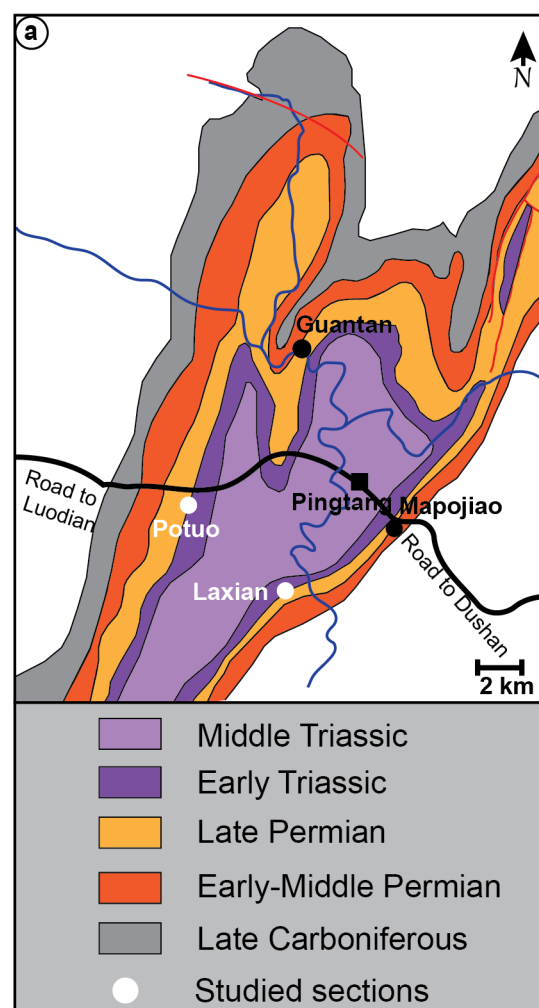 a
N
Guantan
Road to
Luodian
Pingtang
Mapojiao
Potuo
Laxian
Road to Dushan
2 km
Middle Triassic
Early Triassic
Late Permian
Early-Middle Permian
Late Carboniferous
Studied sections